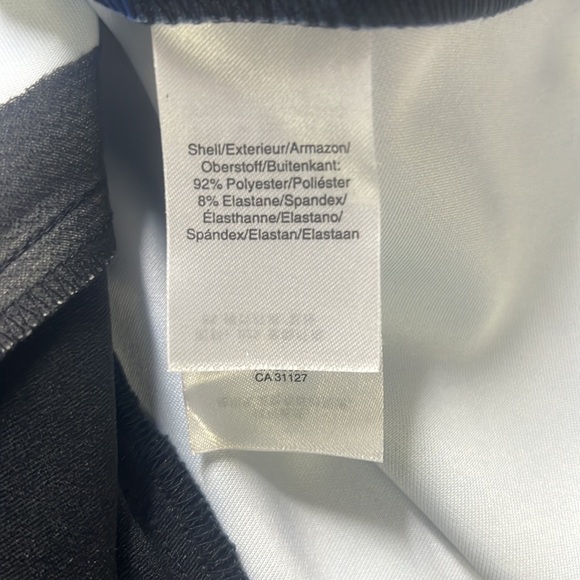 Shell/Exterieur/Armazon/
Oberstoff/Buitenkant:
92% Polyester/Poliéster
8% Elastane/Spandex/
Élasthanne/Elastano/
Spándex/Elastan/Elastaan
CA 31127